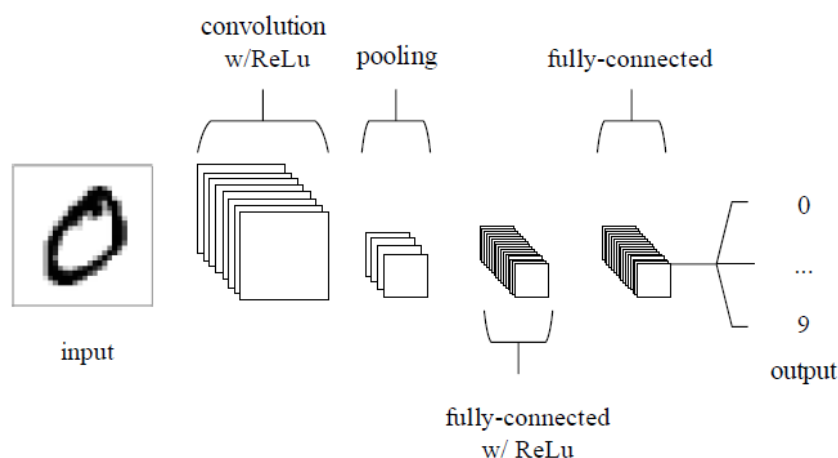 convolution
w/ReLu
pooling
fully-connected
0
...
9
input
output
fully-connected
w/ ReLu